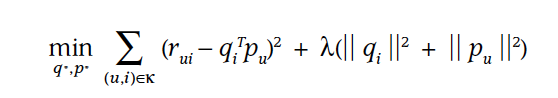 min q*,p* ∑ (u,i)∈κ (r_ui − q_i^T p_u)² + λ(|| q_i ||² + || p_u ||²)